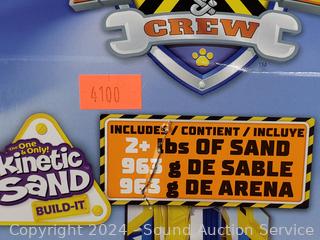 &
CREW
TM
4100
The One
& Only!
Kinetic
SAND
BUILD-IT
INCLUDES / CONTIENT / INCLUYE
2+ lbs OF SAND
963 g DE SABLE
963 g DE ARENA
Copyright 2024 - Sound Auction Service